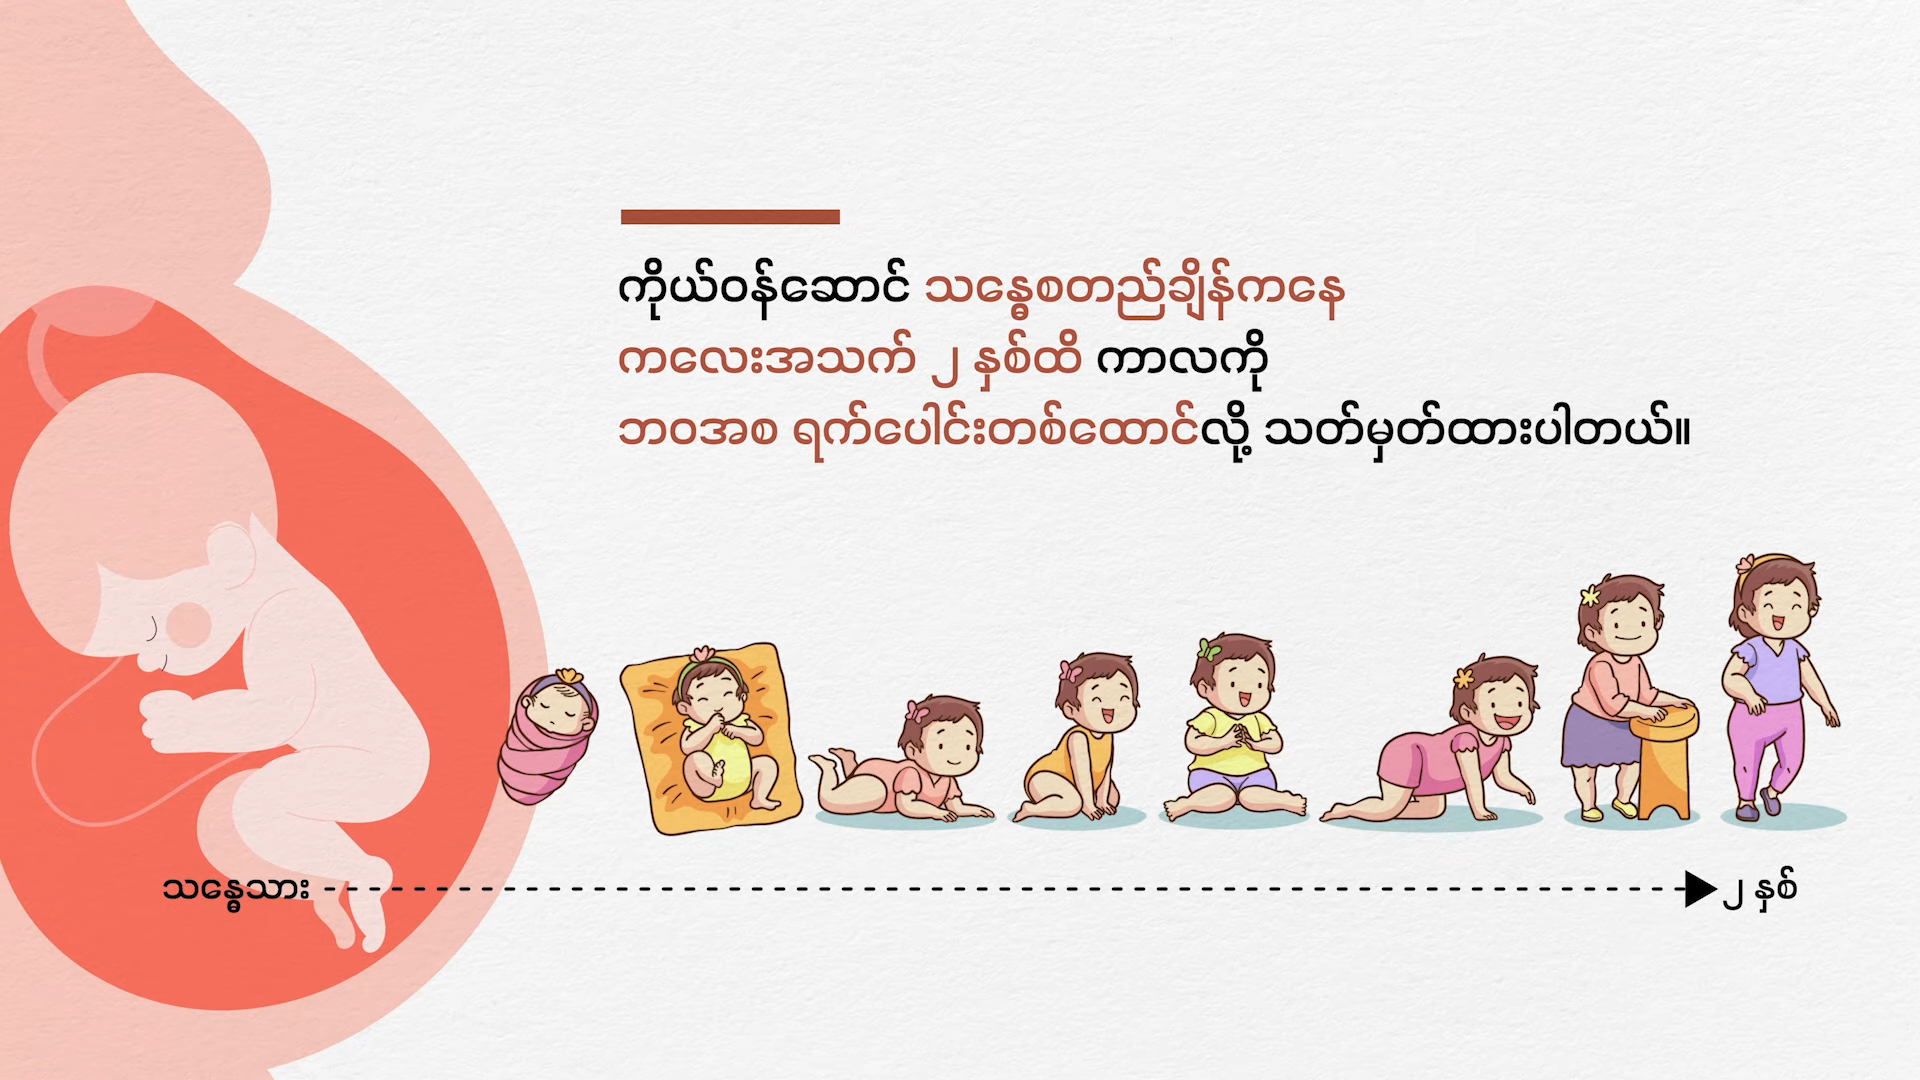 ကိုယ်ဝန်ဆောင် သန္ဓေစတည်ချိန်ကနေ
ကလေးအသက် ၂ နှစ်ထိ ကာလကို
ဘဝအစ ရက်ပေါင်းတစ်ထောင်လို့ သတ်မှတ်ထားပါတယ်။
သန္ဓေသား
၂ နှစ်